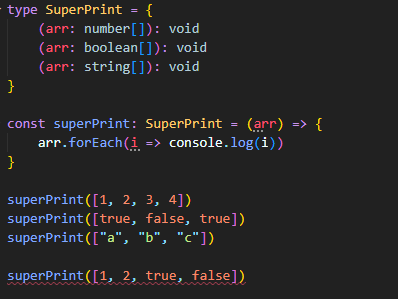 type SuperPrint = {
    (arr: number[]): void
    (arr: boolean[]): void
    (arr: string[]): void
}
const superPrint: SuperPrint = (arr) => {
    arr.forEach(i => console.log(i))
}
superPrint([1, 2, 3, 4])
superPrint([true, false, true])
superPrint(["a", "b", "c"])
superPrint([1, 2, true, false])